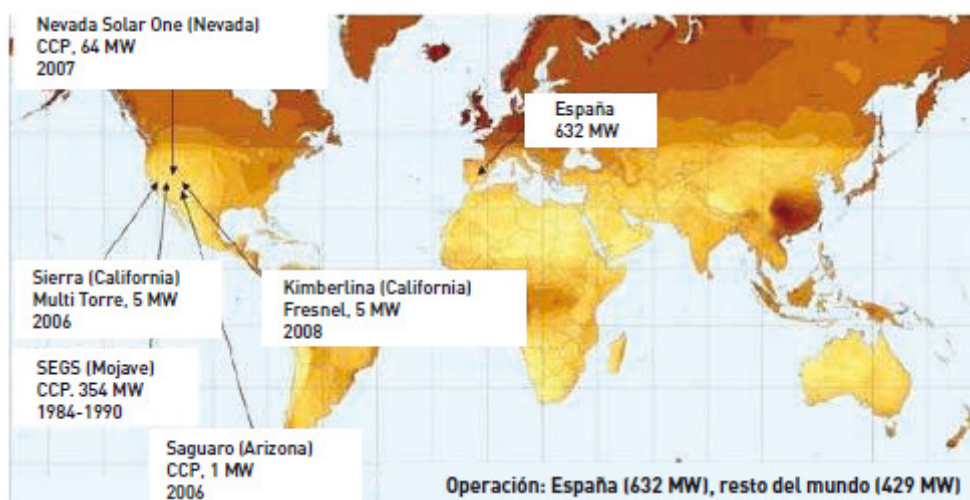 Nevada Solar One (Nevada)
CCP, 64 MW
2007
España
632 MW
Sierra (California)
Multi Torre, 5 MW
2006
Kimberlina (California)
Fresnel, 5 MW
2008
SEGS (Mojave)
CCP. 354 MW
1984-1990
Saguaro (Arizona)
CCP, 1 MW
2006
Operación: España (632 MW), resto del mundo (429 MW)